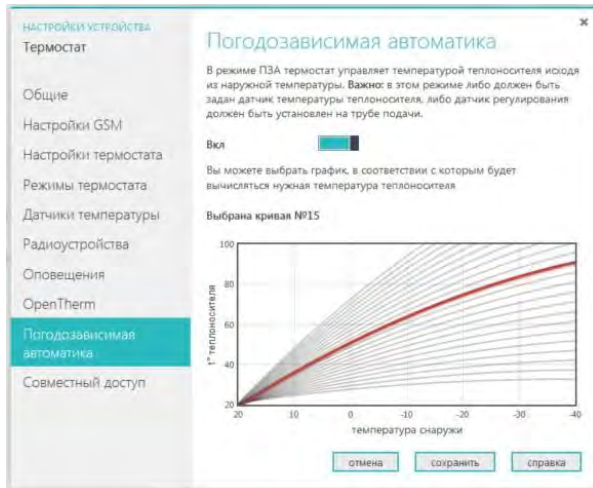 НАСТРОЙКИ УСТРОЙСТВА
Термостат
Общие
Настройки GSM
Настройки термостата
Режимы термостата
Датчики температуры
Радиоустройства
Оповещения
OpenTherm
Погодозависимая
автоматика
Совместный доступ
Погодозависимая автоматика
В режиме ПЗА термостат управляет температурой теплоносителя исходя
из наружной температуры. Важно: в этом режиме либо должен быть
задан датчик температуры теплоносителя, либо датчик регулирования
должен быть установлен на трубе подачи.
Вкл
Вы можете выбрать график, в соответствии с которым будет
вычисляться нужная температура теплоносителя
Выбрана кривая №15
100
80
60
40
20
t° теплоносителя
20 10 0 -10 -20 -30 -40
температура снаружи
отмена сохранить справка